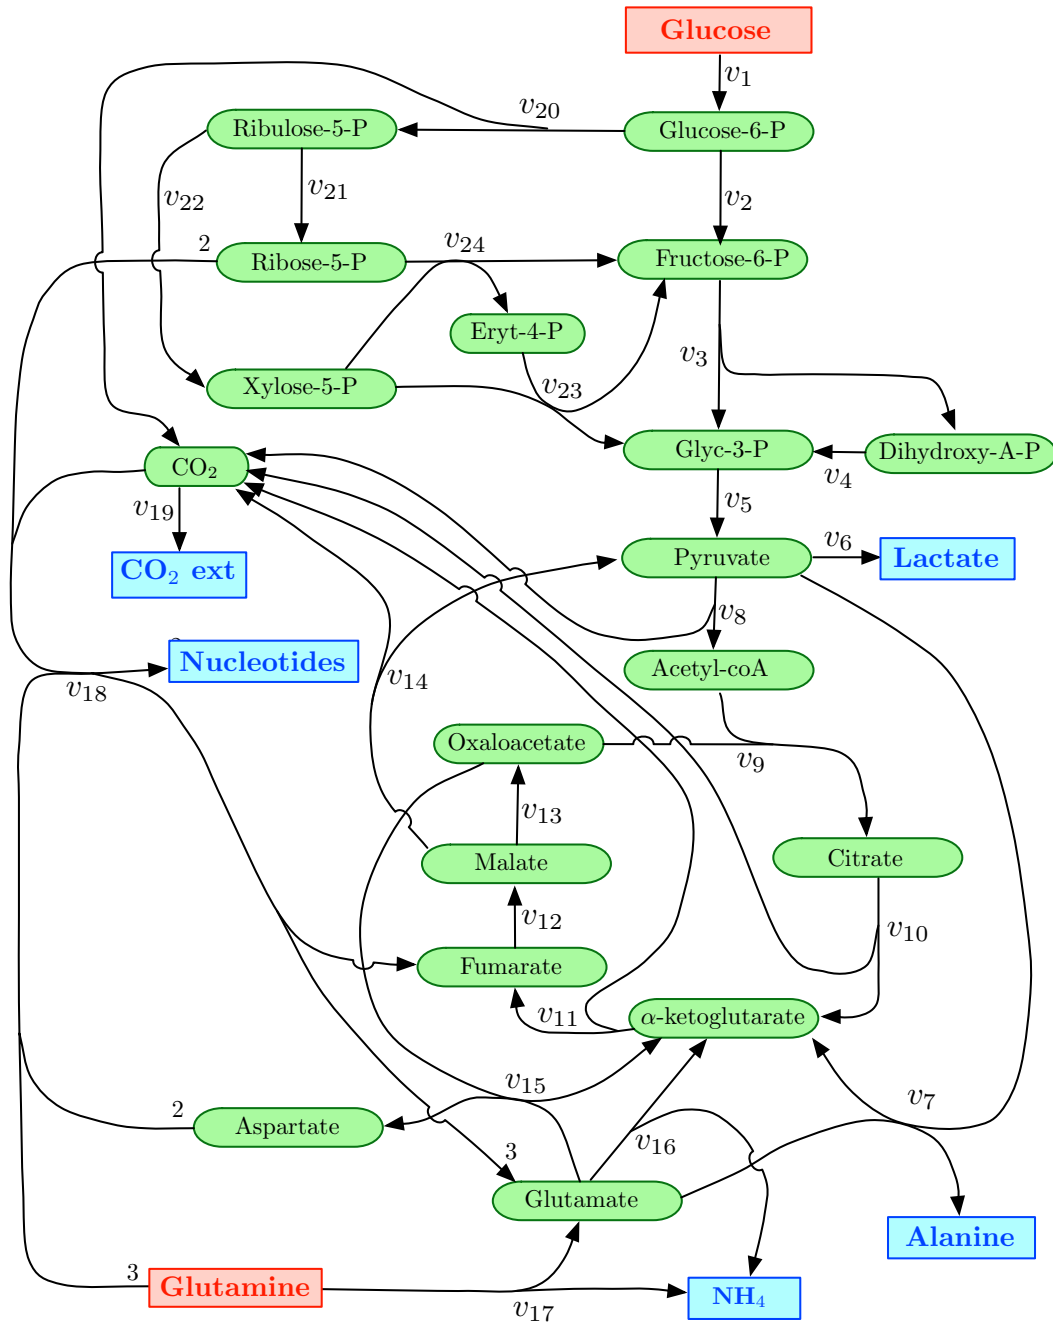 Glucose
v1
v20
Ribulose-5-P
Glucose-6-P
v22
v21
v2
2
v24
Ribose-5-P
Fructose-6-P
Eryt-4-P
v3
Xylose-5-P
v23
Glyc-3-P
Dihydroxy-A-P
CO2
v4
v19
v5
v6
CO2 ext
Pyruvate
Lactate
v8
Nucleotides
Acetyl-coA
v18
v14
Oxaloacetate
v9
v13
Malate
Citrate
v12
v10
Fumarate
v11
α-ketoglutarate
v15
v7
2
Aspartate
v16
3
Glutamate
Alanine
3
Glutamine
v17
NH4